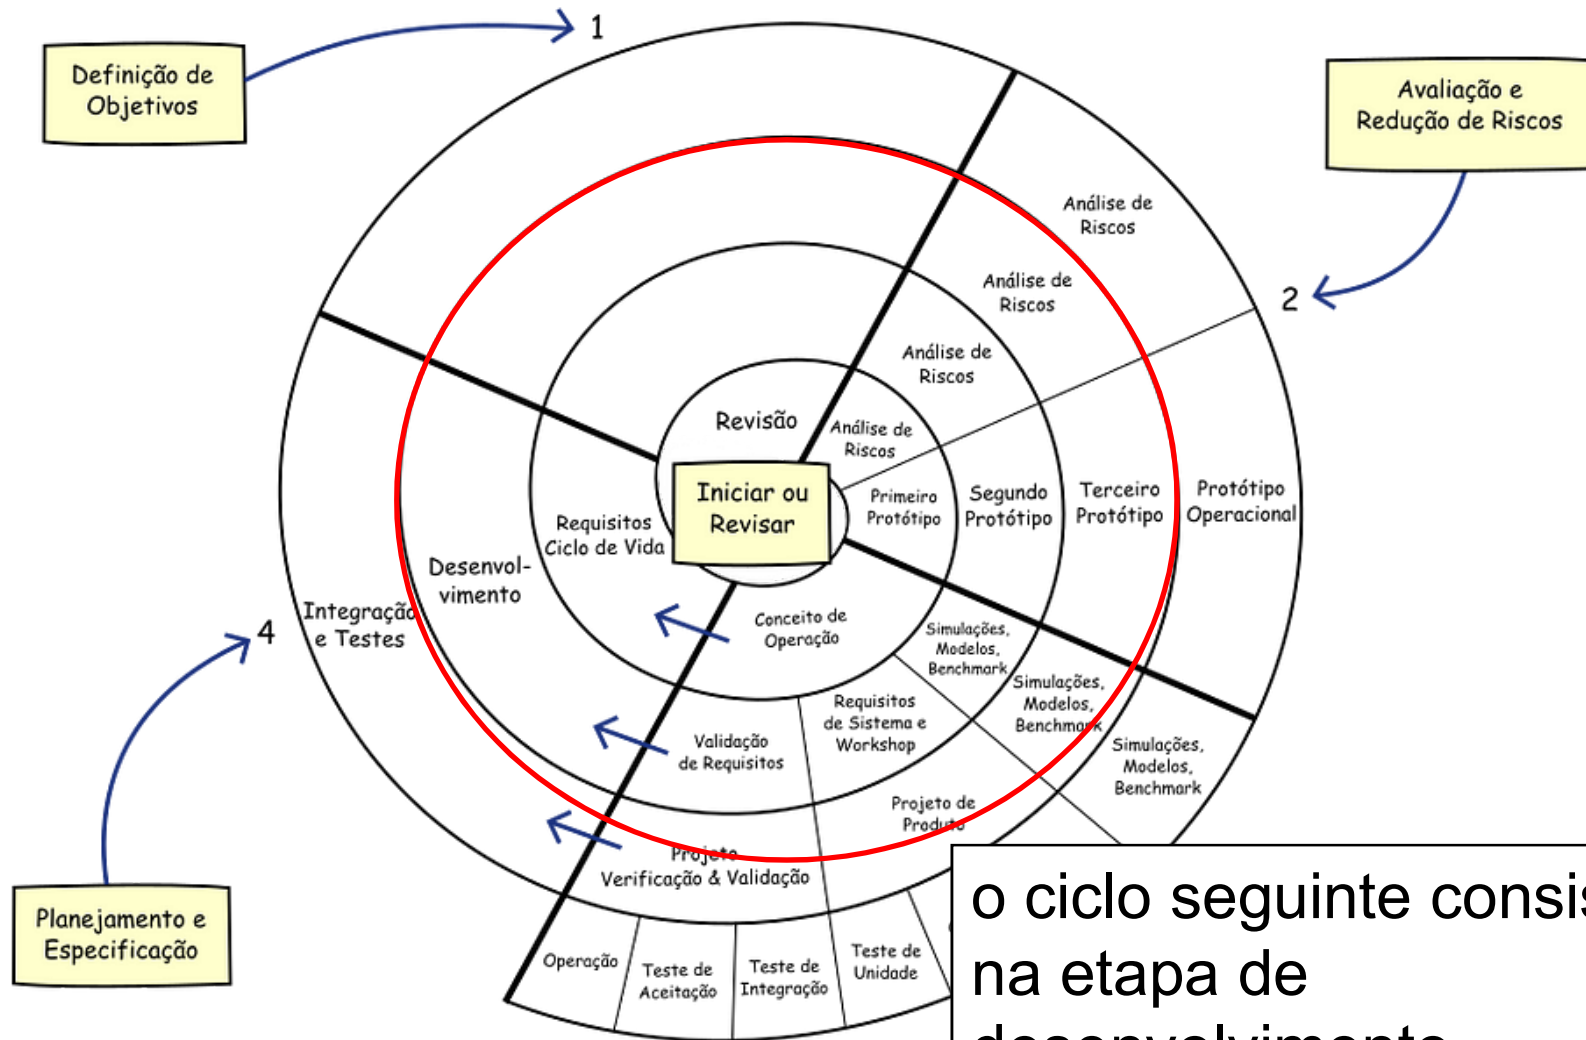 Definição de
Objetivos
1
Avaliação e
Redução de Riscos
2
Análise de
Riscos
Análise de
Riscos
Análise de
Riscos
Análise de
Riscos
Revisão
Iniciar ou
Revisar
Primeiro
Protótipo
Segundo
Protótipo
Terceiro
Protótipo
Protótipo
Operacional
Requisitos
Ciclo de Vida
Desenvol-
vimento
Integração
e Testes
4
Conceito de
Operação
Simulações,
Modelos,
Benchmark
Simulações,
Modelos,
Benchmark
Simulações,
Modelos,
Benchmark
Requisitos
de Sistema e
Workshop
Validação
de Requisitos
Projeto de
Produto
Projeto
Verificação & Validação
Planejamento e
Especificação
Operação
Teste de
Aceitação
Teste de
Integração
Teste de
Unidade
o ciclo seguinte
na etapa de
desenvolvimento